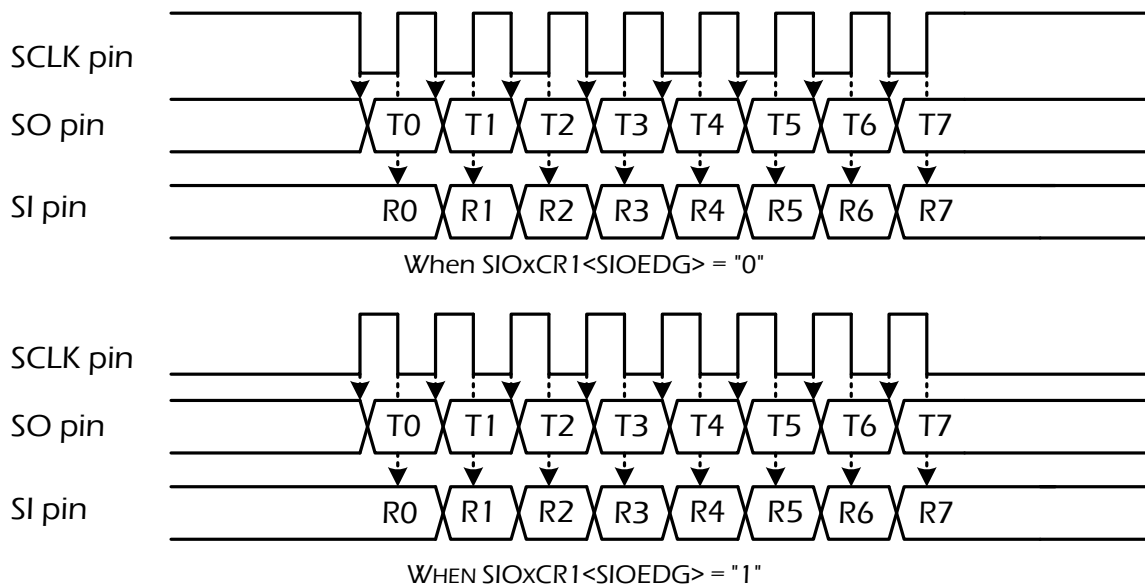 SCLK pin
SO pin T0 T1 T2 T3 T4 T5 T6 T7
SI pin R0 R1 R2 R3 R4 R5 R6 R7
When SIOxCR1<SIOEDG> = "0"
SCLK pin
SO pin T0 T1 T2 T3 T4 T5 T6 T7
SI pin R0 R1 R2 R3 R4 R5 R6 R7
WHEN SIOxCR1<SIOEDG> = "1"